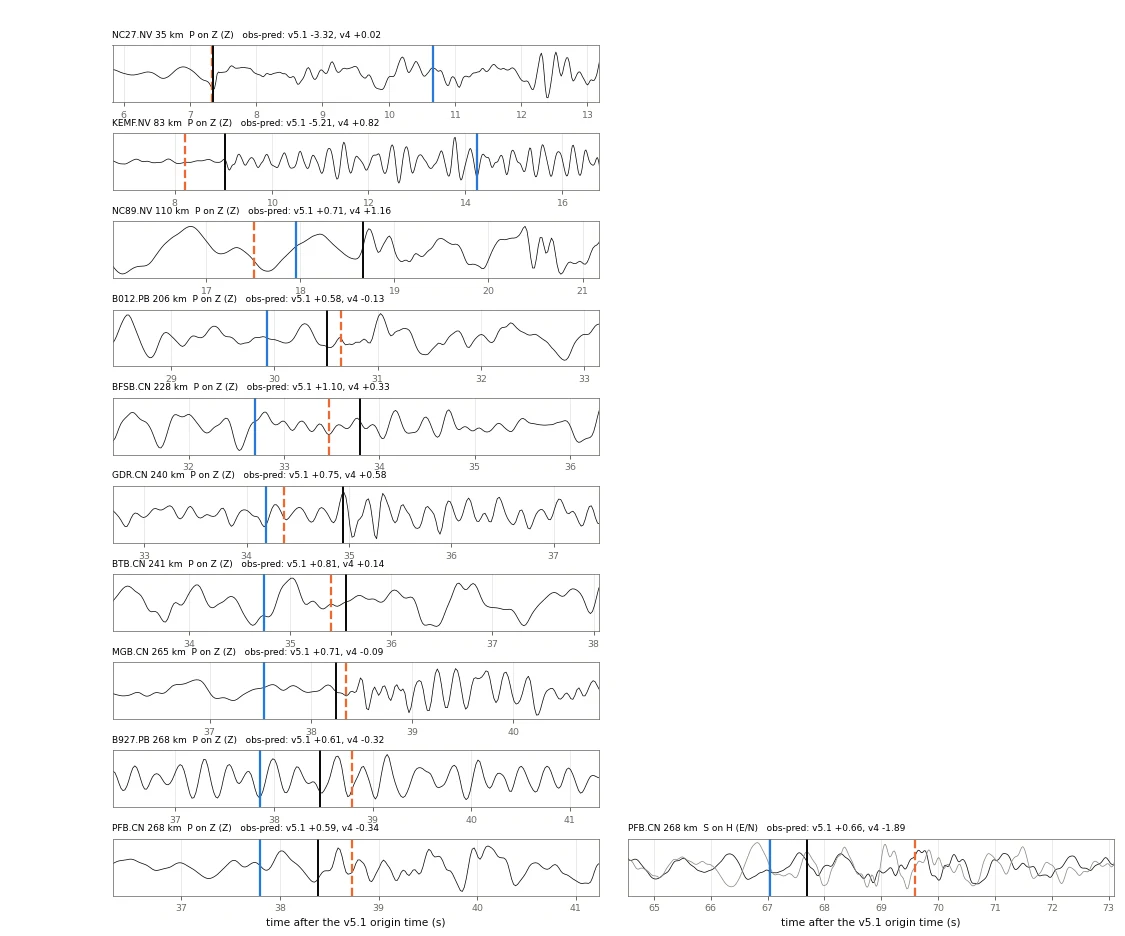 NC27.NV 35 km P on Z (Z) obs-pred: v5.1 -3.32, v4 +0.02
6 7 8 9 10 11 12 13
KEMF.NV 83 km P on Z (Z) obs-pred: v5.1 -5.21, v4 +0.82
8 10 12 14 16
NC89.NV 110 km P on Z (Z) obs-pred: v5.1 +0.71, v4 +1.16
17 18 19 20 21
B012.PB 206 km P on Z (Z) obs-pred: v5.1 +0.58, v4 -0.13
29 30 31 32 33
BFSB.CN 228 km P on Z (Z) obs-pred: v5.1 +1.10, v4 +0.33
32 33 34 35 36
GDR.CN 240 km P on Z (Z) obs-pred: v5.1 +0.75, v4 +0.58
33 34 35 36 37
BTB.CN 241 km P on Z (Z) obs-pred: v5.1 +0.81, v4 +0.14
34 35 36 37 38
MGB.CN 265 km P on Z (Z) obs-pred: v5.1 +0.71, v4 -0.09
37 38 39 40
B927.PB 268 km P on Z (Z) obs-pred: v5.1 +0.61, v4 -0.32
37 38 39 40 41
PFB.CN 268 km P on Z (Z) obs-pred: v5.1 +0.59, v4 -0.34
37 38 39 40 41
time after the v5.1 origin time (s)
PFB.CN 268 km S on H (E/N) obs-pred: v5.1 +0.66, v4 -1.89
65 66 67 68 69 70 71 72 73
time after the v5.1 origin time (s)